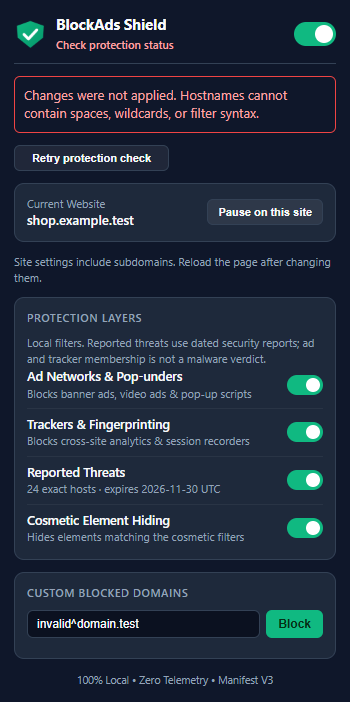 BlockAds Shield
Check protection status
Changes were not applied. Hostnames cannot
contain spaces, wildcards, or filter syntax.
Retry protection check
Current Website
shop.example.test
Pause on this site
Site settings include subdomains. Reload the page after changing
them.
PROTECTION LAYERS
Local filters. Reported threats use dated security reports; ad
and tracker membership is not a malware verdict.
Ad Networks & Pop-unders
Blocks banner ads, video ads & pop-up scripts
Trackers & Fingerprinting
Blocks cross-site analytics & session recorders
Reported Threats
24 exact hosts · expires 2026-11-30 UTC
Cosmetic Element Hiding
Hides elements matching the cosmetic filters
CUSTOM BLOCKED DOMAINS
invalid^domain.test
Block
100% Local • Zero Telemetry • Manifest V3